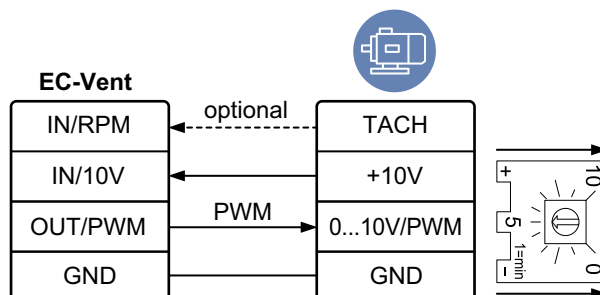 EC-Vent
IN/RPM
optional
TACH
IN/10V
+10V
OUT/PWM
PWM
0...10V/PWM
GND
GND
+
5
-
1=min
10
0